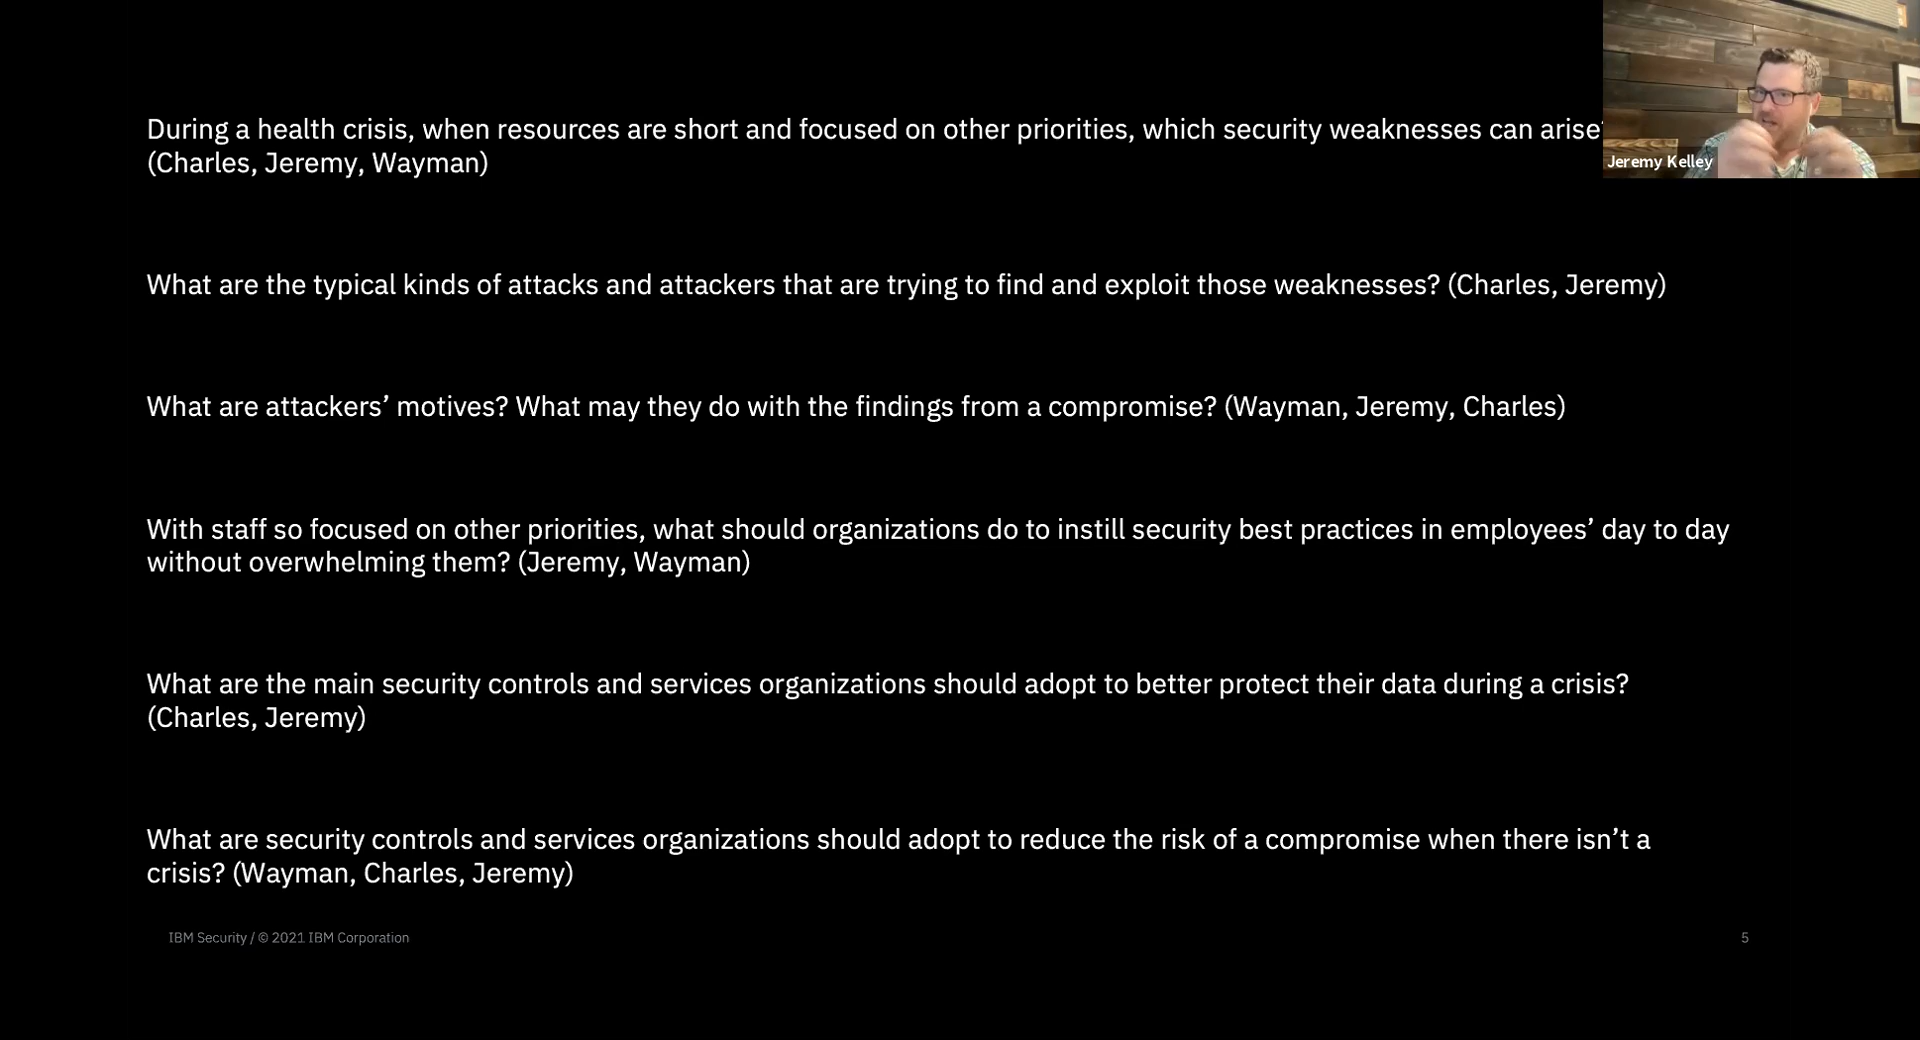 During a health crisis, when resources are short and focused on other priorities, which security weaknesses can arise?
(Charles, Jeremy, Wayman)
Jeremy Kelley
What are the typical kinds of attacks and attackers that are trying to find and exploit those weaknesses? (Charles, Jeremy)
What are attackers’ motives? What may they do with the findings from a compromise? (Wayman, Jeremy, Charles)
With staff so focused on other priorities, what should organizations do to instill security best practices in employees’ day to day
without overwhelming them? (Jeremy, Wayman)
What are the main security controls and services organizations should adopt to better protect their data during a crisis?
(Charles, Jeremy)
What are security controls and services organizations should adopt to reduce the risk of a compromise when there isn’t a
crisis? (Wayman, Charles, Jeremy)
IBM Security / © 2021 IBM Corporation
5